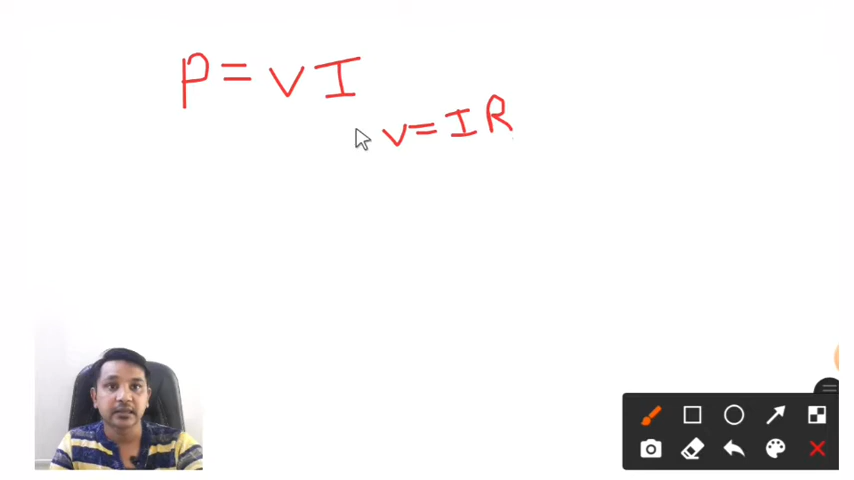 P = V I
V = I R